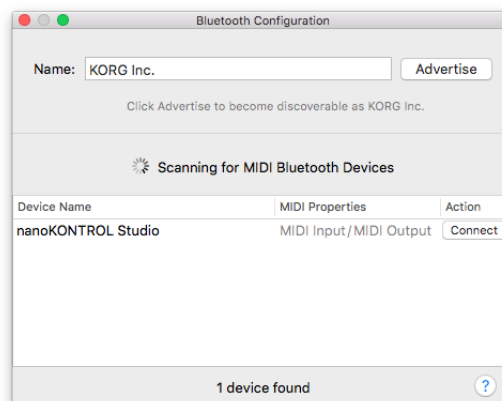 Bluetooth Configuration
Name: KORG Inc. Advertise
Click Advertise to become discoverable as KORG Inc.
Scanning for MIDI Bluetooth Devices
Device Name MIDI Properties Action
nanoKONTROL Studio MIDI Input/MIDI Output Connect
1 device found ?